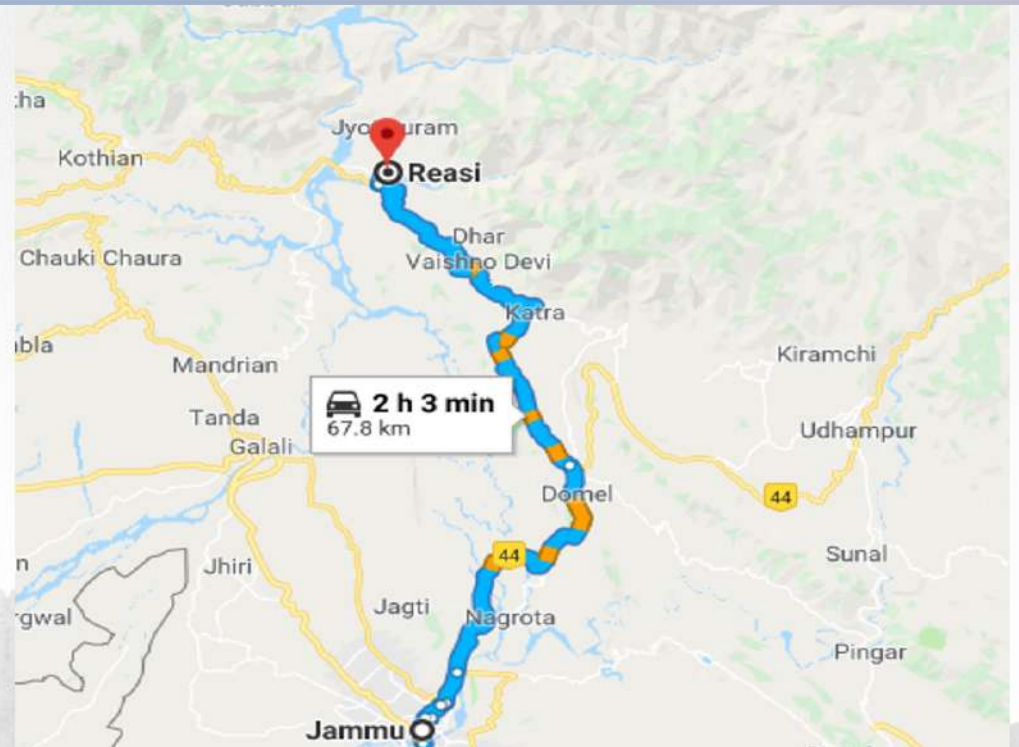 Kothian
Reasi
Dhar
Vaishno Devi
Chauki Chaura
Katra
Kiramchi
Mandrian
2 h 3 min
67.8 km
Tanda
Galali
Udhampur
Domel
44
44
Sunal
Jhiri
Jagti
Nagrota
Pingar
Jammu